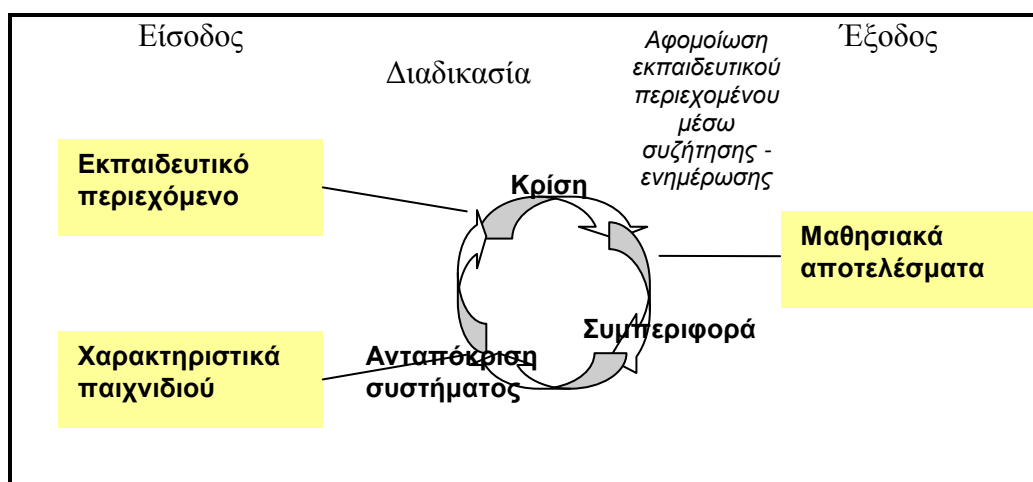 Είσοδος
Διαδικασία
Αφομοίωση
εκπαιδευτικού
περιεχομένου
μέσω
συζήτησης -
ενημέρωσης
Έξοδος
Εκπαιδευτικό
περιεχόμενο
Κρίση
Μαθησιακά
αποτελέσματα
Χαρακτηριστικά
παιχνιδιού
Ανταπόκριση
συστήματος
Συμπεριφορά